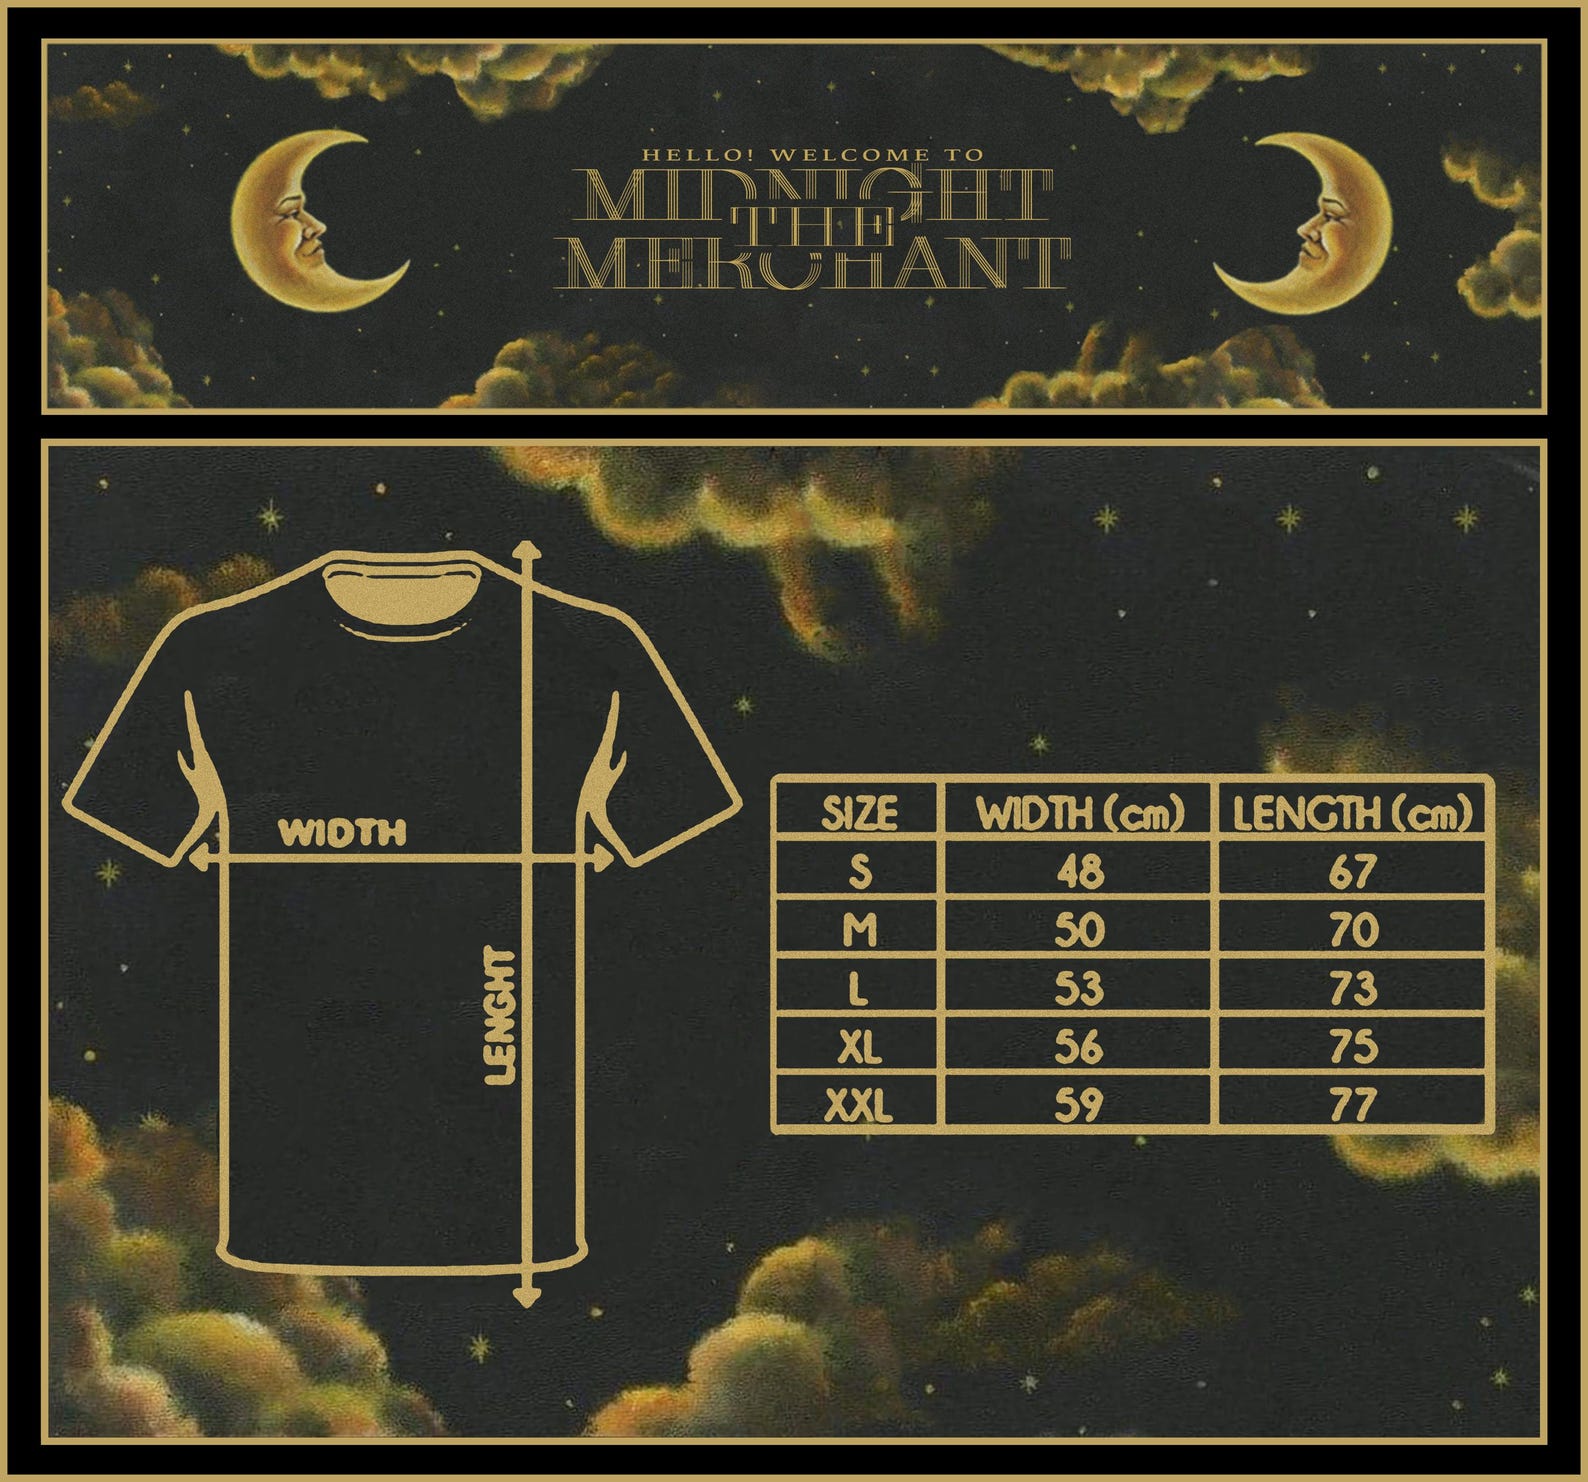 HELLO! WELCOME TO
MIDNIGHT
THE
MERCHANT
WIDTH
LENGHT
SIZE WIDTH (cm) LENGTH (cm)
S 48 67
M 50 70
L 53 73
XL 56 75
XXL 59 77